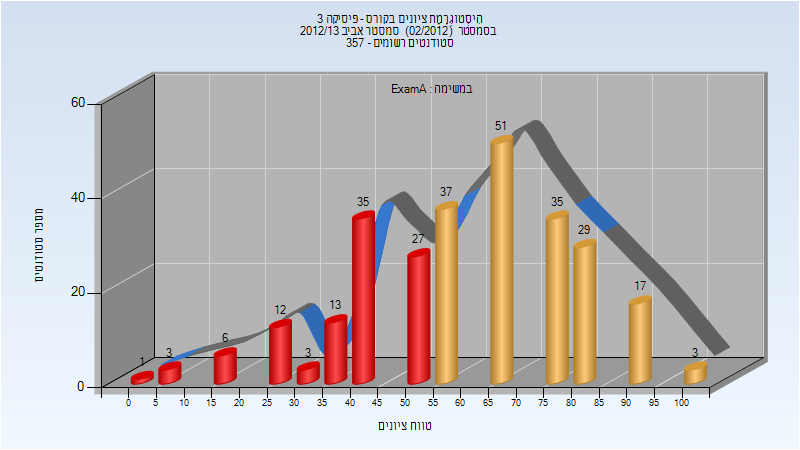 היסטוגרמת ציונים בקורס - פיסיקה 3
בסמסטר (02/2012) סמסטר אביב 2012/13
סטודנטים רשומים - 357
במשימה : ExamA
מספר סטודנטים
60
40
20
0
1
3
6
12
3
13
35
27
37
51
35
29
17
3
0 5 10 15 20 25 30 35 40 45 50 55 60 65 70 75 80 85 90 95 100
טווח ציונים